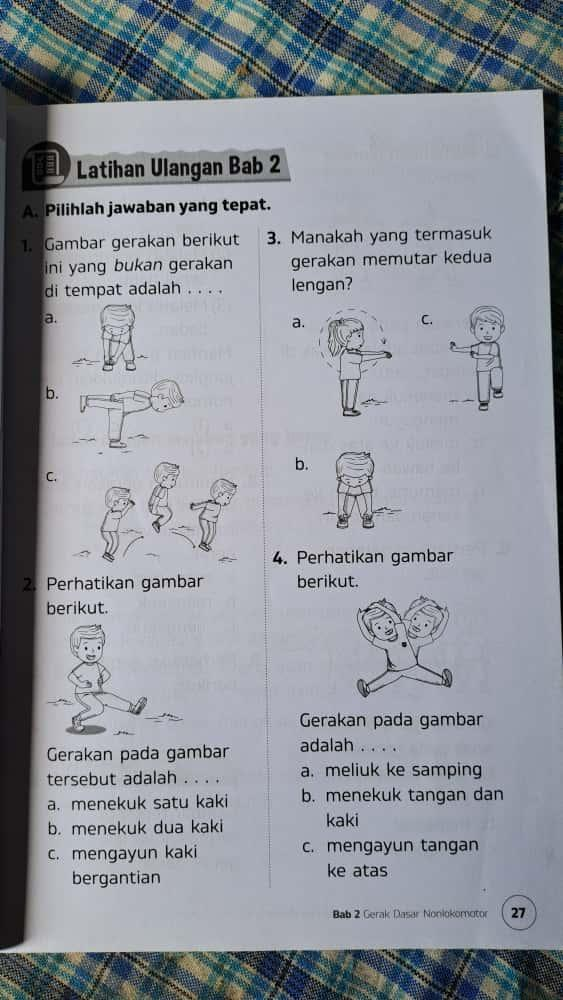 Latihan Ulangan Bab 2
A. Pilihlah jawaban yang tepat.
1. Gambar gerakan berikut
ini yang bukan gerakan
di tempat adalah . . . .
a.
b.
c.
2. Perhatikan gambar
berikut.
Gerakan pada gambar
tersebut adalah . . . .
a. menekuk satu kaki
b. menekuk dua kaki
c. mengayun kaki
bergantian
3. Manakah yang termasuk
gerakan memutar kedua
lengan?
a.
c.
b.
4. Perhatikan gambar
berikut.
Gerakan pada gambar
adalah . . . .
a. meliuk ke samping
b. menekuk tangan dan
kaki
c. mengayun tangan
ke atas
Bab 2 Gerak Dasar Nonlokomotor 27